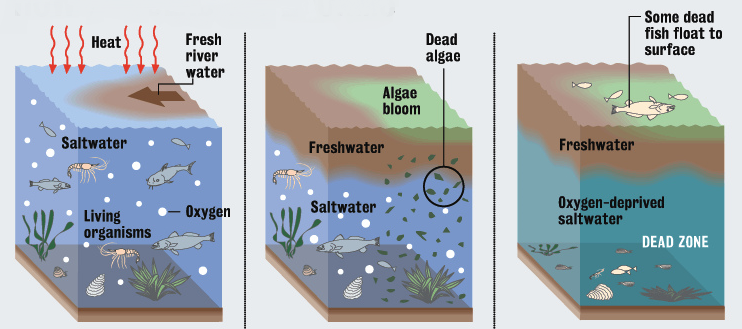 Heat
Fresh
river
water
Saltwater
Living
organisms
Oxygen
Dead
algae
Algae
bloom
Freshwater
Saltwater
Some dead
fish float to
surface
Freshwater
Oxygen-deprived
saltwater
DEAD ZONE